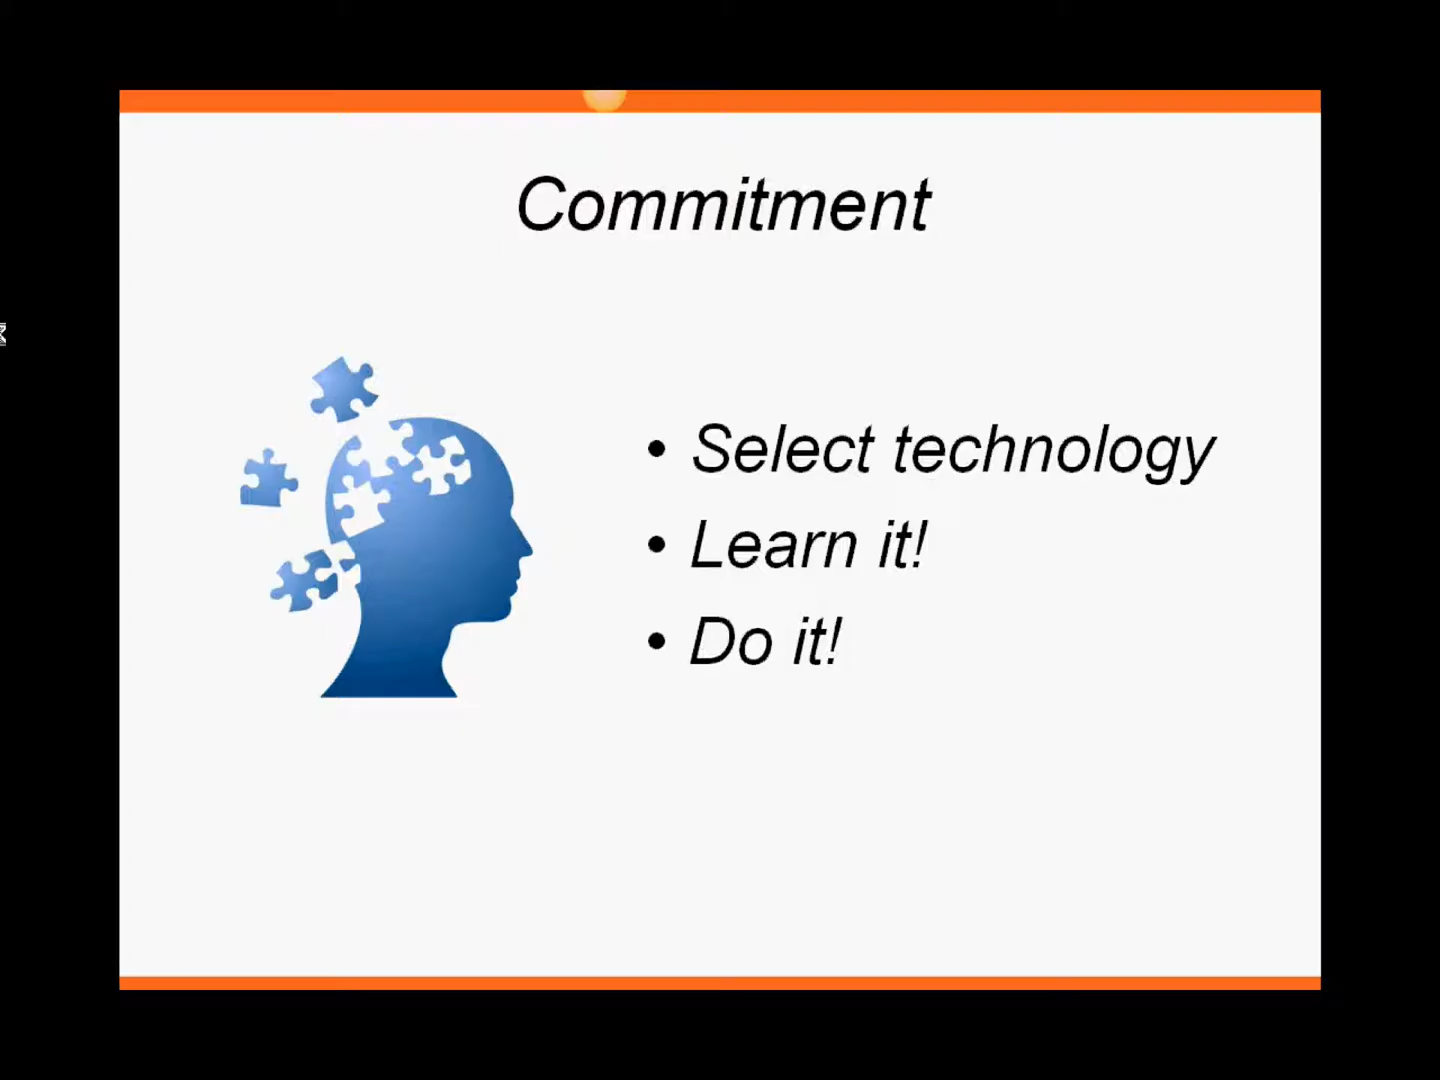 Commitment
• Select technology
• Learn it!
• Do it!